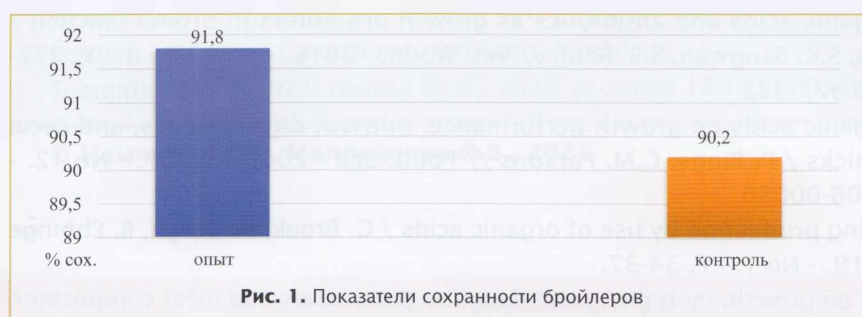 92
91,5
91
90,5
90
89,5
89
91,8
90,2
% сох.
опыт
контроль
Рис. 1. Показатели сохранности бройлеров